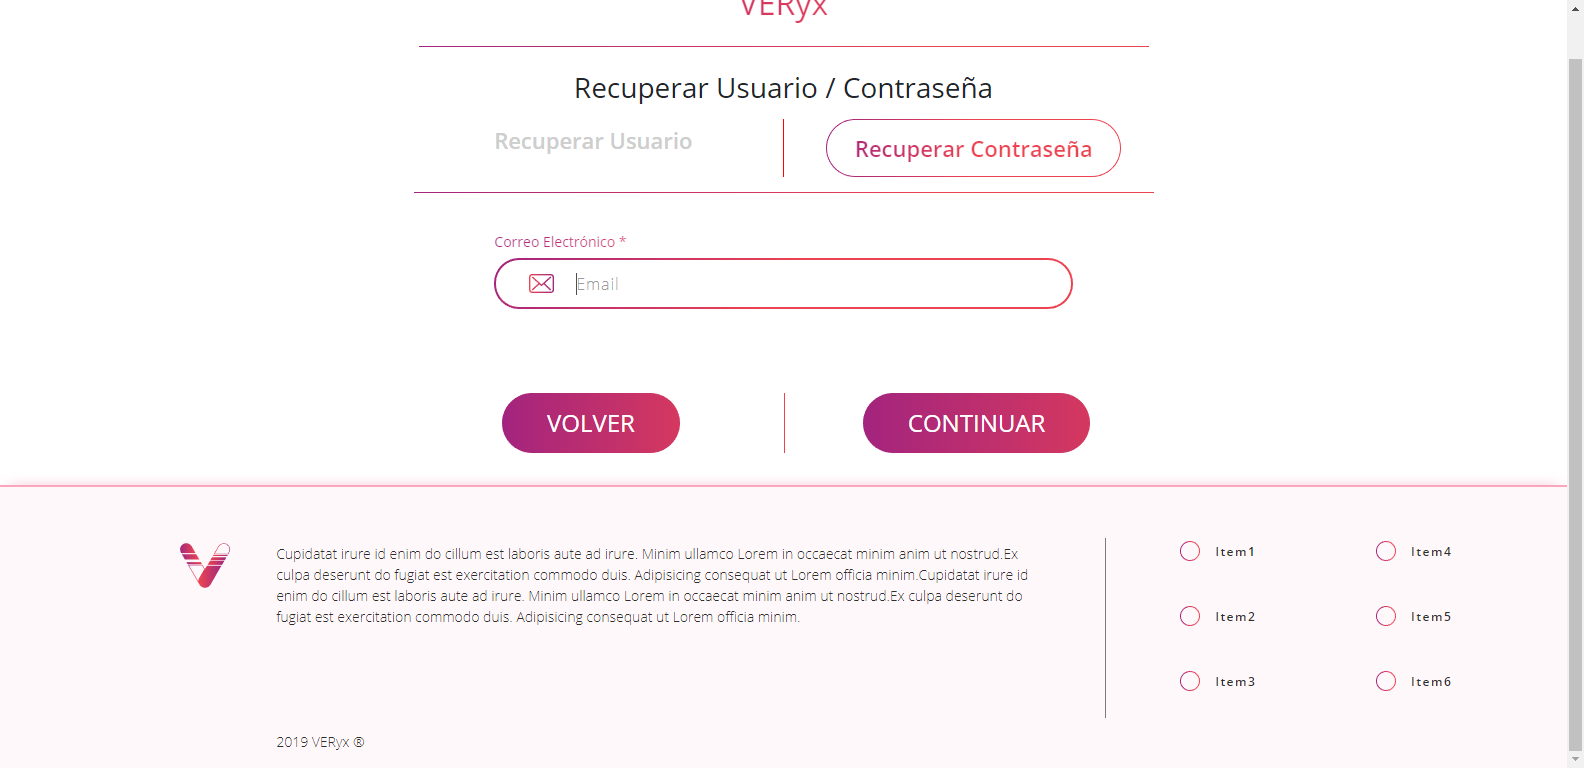 VERyx
Recuperar Usuario / Contraseña
Recuperar Usuario
Recuperar Contraseña
Correo Electrónico *
Email
VOLVER
CONTINUAR
Cupidatat irure id enim do cillum est laboris aute ad irure. Minim ullamco Lorem in occaecat minim anim ut nostrud.Ex
culpa deserunt do fugiat est exercitation commodo duis. Adipisicing consequat ut Lorem officia minim.Cupidatat irure id
enim do cillum est laboris aute ad irure. Minim ullamco Lorem in occaecat minim anim ut nostrud.Ex culpa deserunt do
fugiat est exercitation commodo duis. Adipisicing consequat ut Lorem officia minim.
2019 VERyx ®
Item1
Item2
Item3
Item4
Item5
Item6